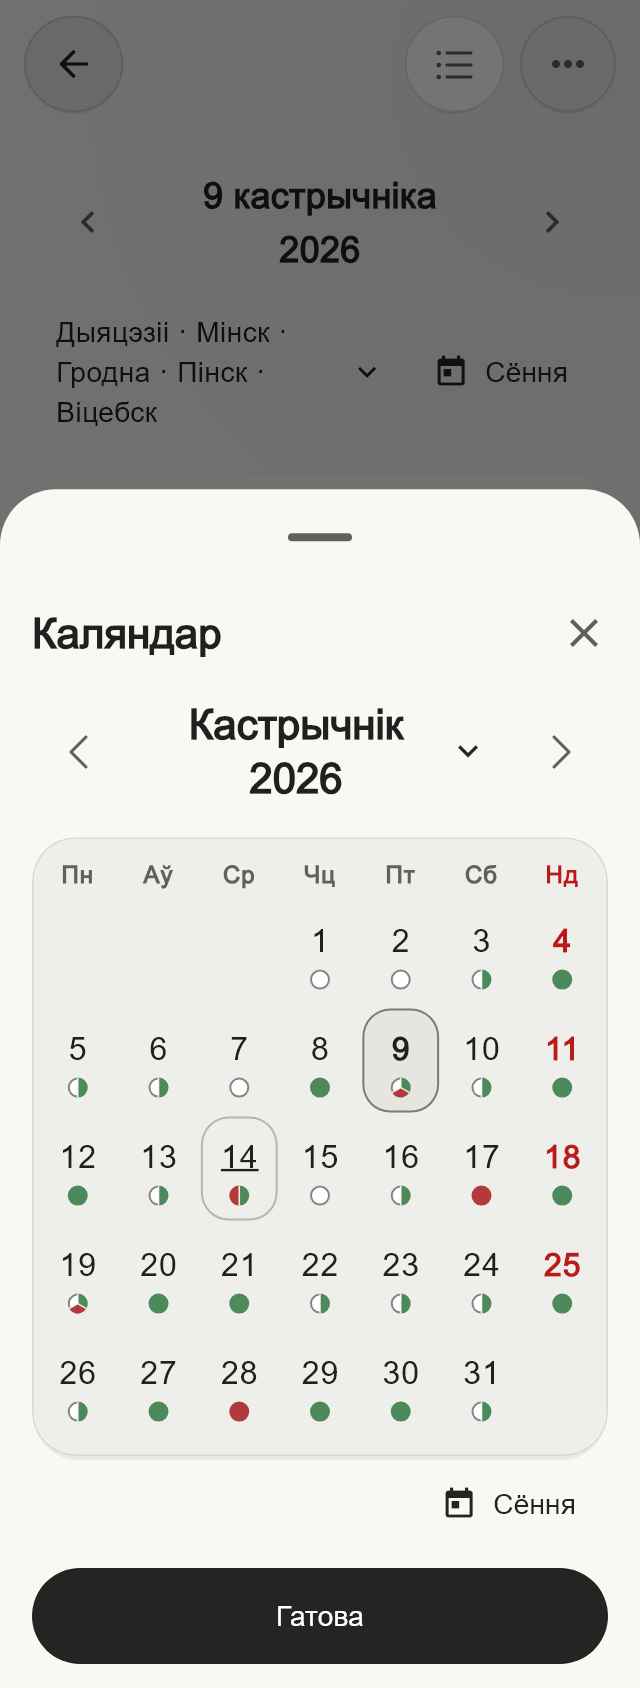 9 кастрычніка
2026
Дыяцэзіі · Мінск ·
Гродна · Пінск ·
Віцебск
Сёння
Каляндар
Кастрычнік
2026
Пн Аў Ср Чц Пт Сб Нд
1 2 3 4
5 6 7 8 9 10 11
12 13 14 15 16 17 18
19 20 21 22 23 24 25
26 27 28 29 30 31
Сёння
Гатова